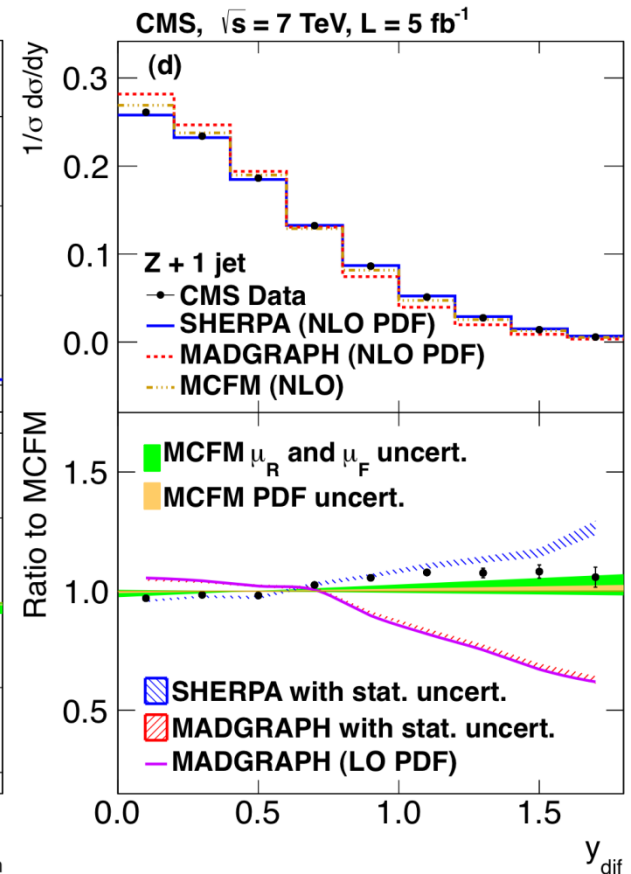 CMS, √s = 7 TeV, L = 5 fb⁻¹
(d)
1/σ dσ/dy
0.3
0.2
0.1
0.0
Z + 1 jet
CMS Data
SHERPA (NLO PDF)
MADGRAPH (NLO PDF)
MCFM (NLO)
Ratio to MCFM
1.5
1.0
0.5
MCFM μ_R and μ_F uncert.
MCFM PDF uncert.
SHERPA with stat. uncert.
MADGRAPH with stat. uncert.
MADGRAPH (LO PDF)
0.0 0.5 1.0 1.5
y_dif